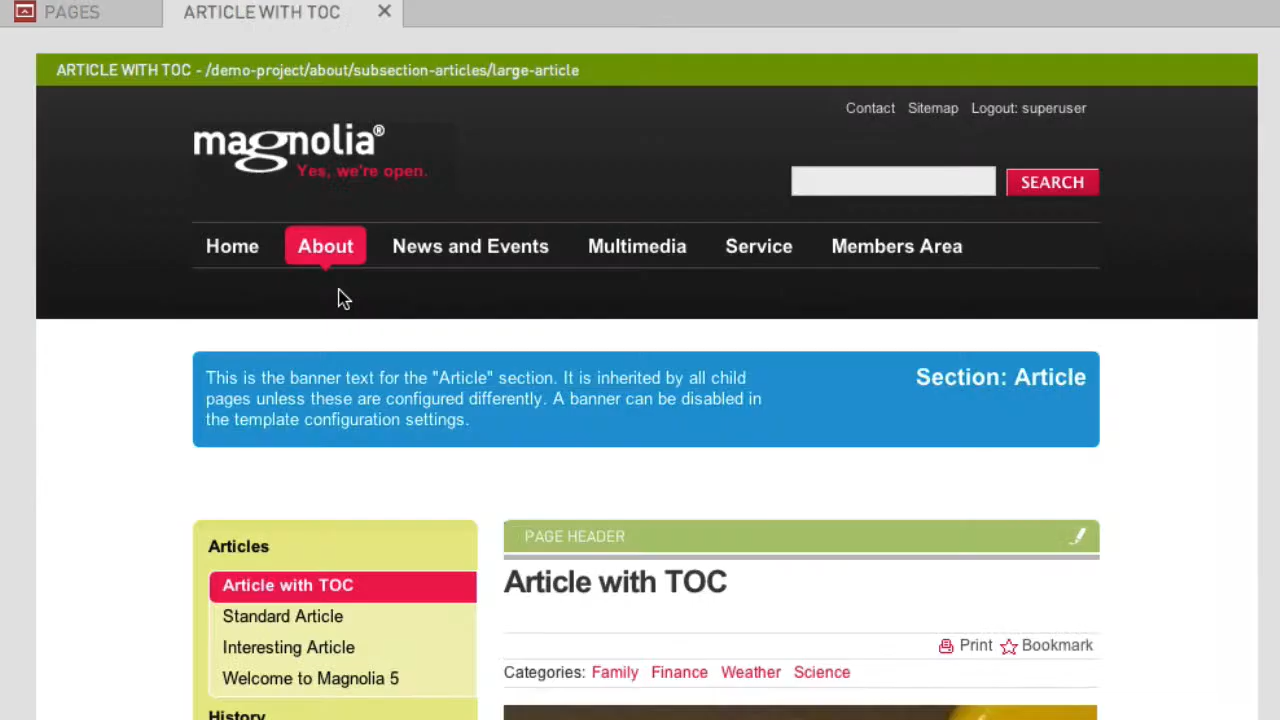 PAGES
ARTICLE WITH TOC
ARTICLE WITH TOC - /demo-project/about/subsection-articles/large-article
Contact Sitemap Logout: superuser
magnolia®
Yes, we're open.
SEARCH
Home About News and Events Multimedia Service Members Area
This is the banner text for the "Article" section. It is inherited by all child
pages unless these are configured differently. A banner can be disabled in
the template configuration settings.
Section: Article
Articles
Article with TOC
Standard Article
Interesting Article
Welcome to Magnolia 5
History
PAGE HEADER
Article with TOC
Print Bookmark
Categories: Family Finance Weather Science